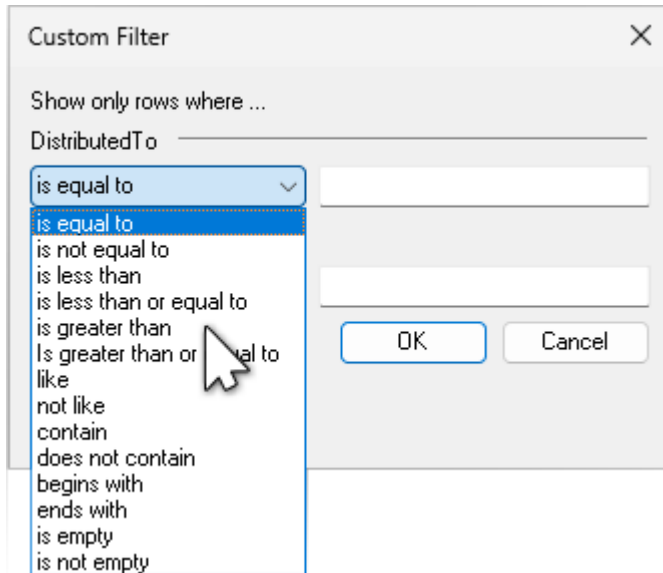 Custom Filter
Show only rows where ...
DistributedTo
is equal to
is equal to
is not equal to
is less than
is less than or equal to
is greater than
Is greater than or to
like
not like
contain
does not contain
begins with
ends with
is empty
is not empty
OK
Cancel